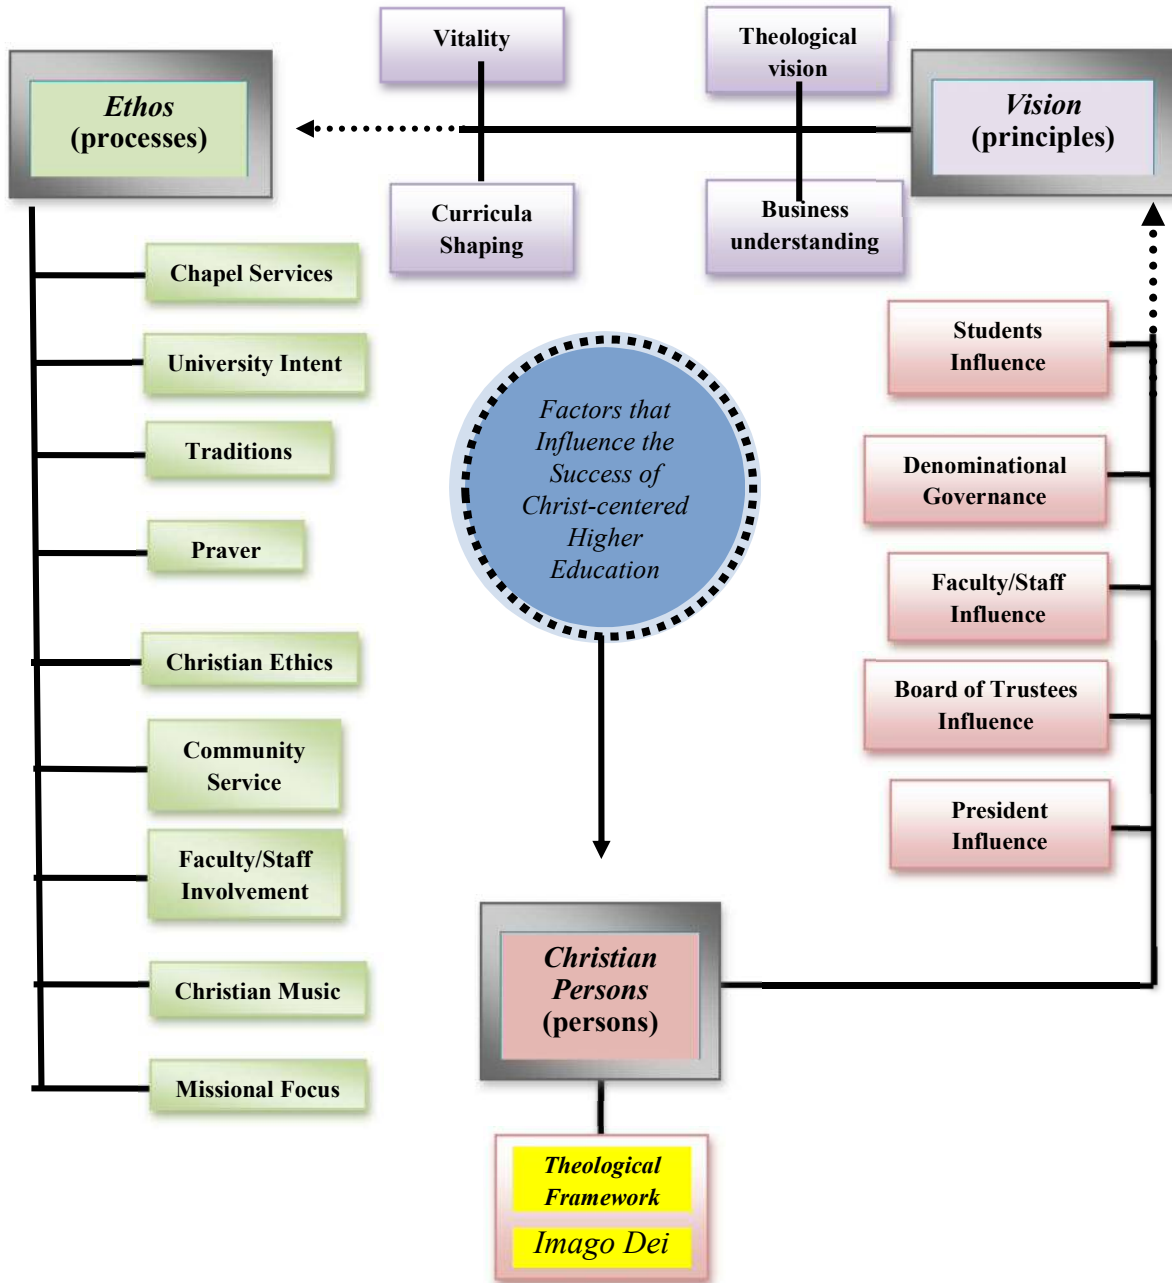 Vitality
Theological
vision
Ethos
(processes)
Vision
(principles)
Curricula
Shaping
Business
understanding
Chapel Services
University Intent
Traditions
Praver
Christian Ethics
Community
Service
Faculty/Staff
Involvement
Christian Music
Missional Focus
Factors that
Influence the
Success of
Christ-centered
Higher
Education
Students
Influence
Denominational
Governance
Faculty/Staff
Influence
Board of Trustees
Influence
President
Influence
Christian
Persons
(persons)
Theological
Framework
Imago Dei